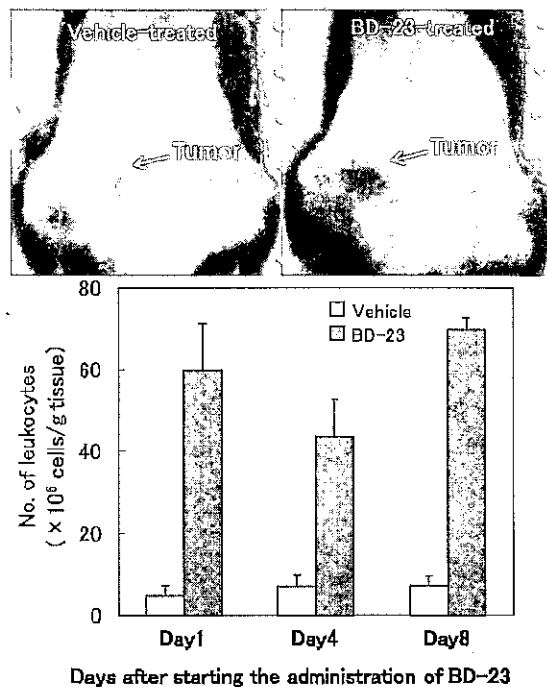 Vehicle-treated
BD-23-treated
Tumor
Tumor
80
60
40
20
0
No. of leukocytes
(×10⁶ cells/g tissue)
Vehicle
BD-23
Day1
Day4
Day8
Days after starting the administration of BD-23